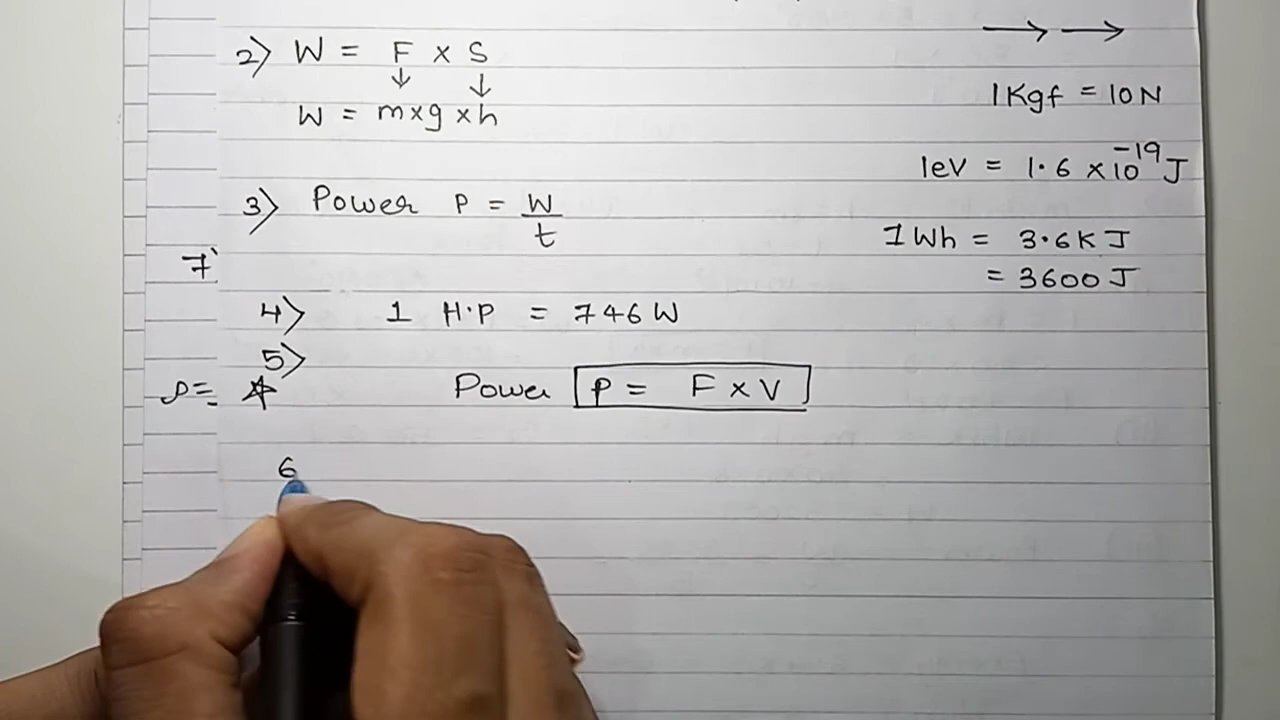 2) W = F × S
↓ ↓
W = m×g×h
→ →
1Kgf = 10N
1eV = 1.6 × 10⁻¹⁹J
3) Power P = W/t
1Wh = 3.6KJ
= 3600J
7
4) 1 H.P = 746W
5)
Power P = F × V
6